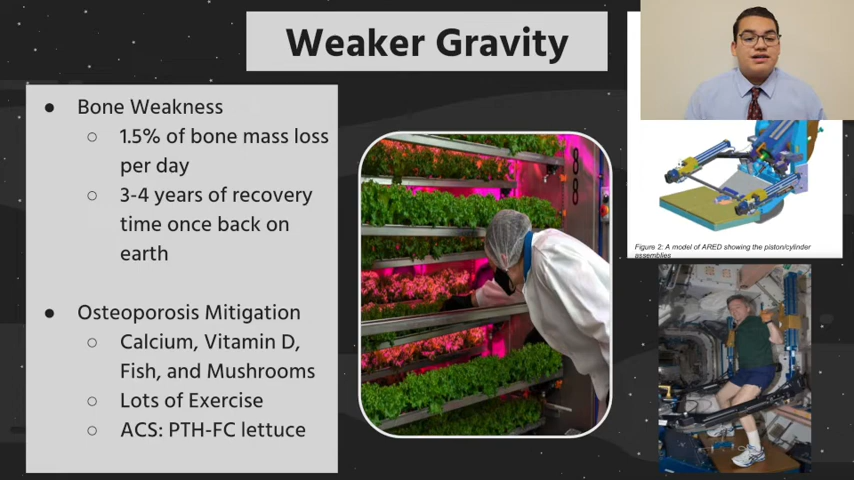 Weaker Gravity
● Bone Weakness
○ 1.5% of bone mass loss
per day
○ 3-4 years of recovery
time once back on
earth
● Osteoporosis Mitigation
○ Calcium, Vitamin D,
Fish, and Mushrooms
○ Lots of Exercise
○ ACS: PTH-FC lettuce
Figure 2: A model of ARED showing the piston/cylinder
assemblies